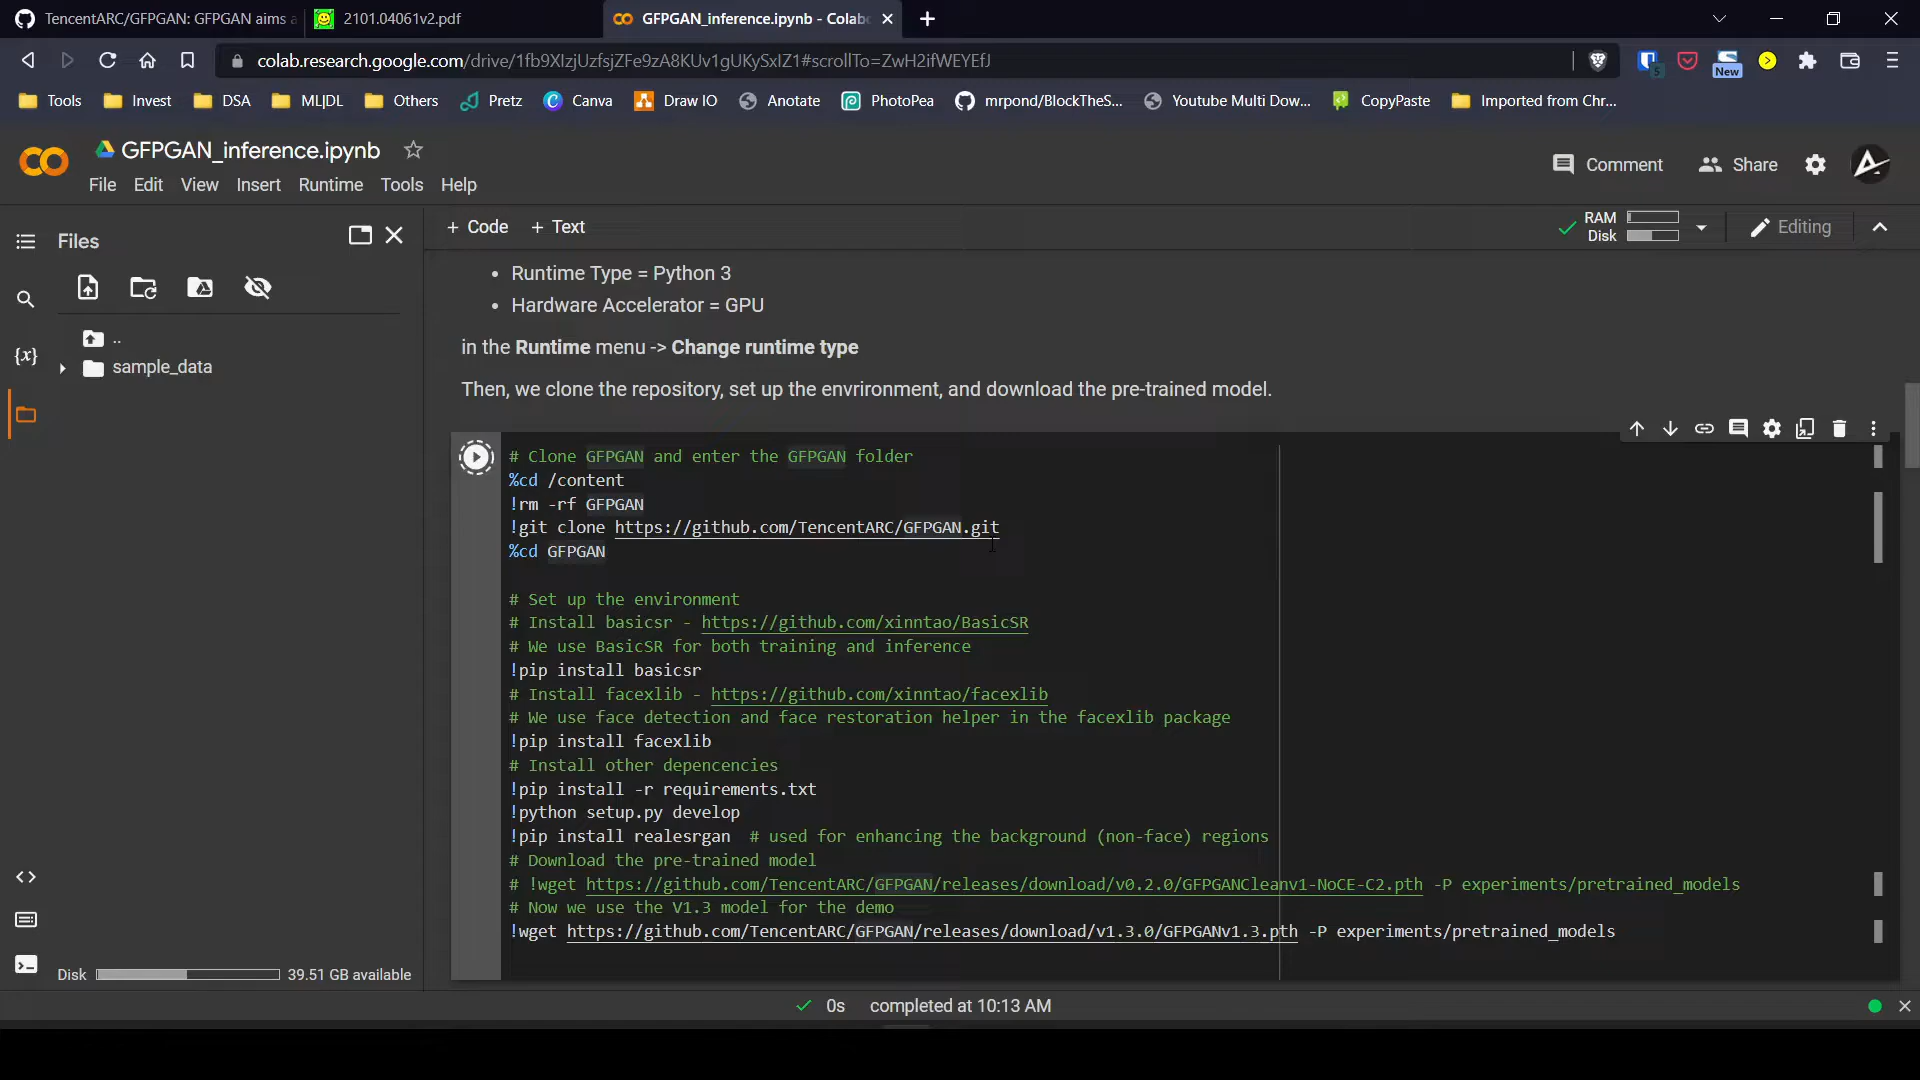 TencentARC/GFPGAN: GFPGAN aims a
2101.04061v2.pdf
GFPGAN_inference.ipynb - Colab
colab.research.google.com/drive/1fb9XIzjUzfsjZFe9zA8KUv1gUKySxIZ1#scrollTo=ZwH2ifWEYEfJ
5
New
Tools
Invest
DSA
ML|DL
Others
Pretz
Canva
Draw IO
Anotate
PhotoPea
mrpond/BlockTheS...
Youtube Multi Dow...
CopyPaste
Imported from Chr...
GFPGAN_inference.ipynb
Comment
Share
File Edit View Insert Runtime Tools Help
Files
+ Code + Text
RAM
Disk
Editing
..
sample_data
{x}
• Runtime Type = Python 3
• Hardware Accelerator = GPU
in the Runtime menu -> Change runtime type
Then, we clone the repository, set up the envrironment, and download the pre-trained model.
# Clone GFPGAN and enter the GFPGAN folder
%cd /content
!rm -rf GFPGAN
!git clone https://github.com/TencentARC/GFPGAN.git
%cd GFPGAN
# Set up the environment
# Install basicsr - https://github.com/xinntao/BasicSR
# We use BasicSR for both training and inference
!pip install basicsr
# Install facexlib - https://github.com/xinntao/facexlib
# We use face detection and face restoration helper in the facexlib package
!pip install facexlib
# Install other depencencies
!pip install -r requirements.txt
!python setup.py develop
!pip install realesrgan # used for enhancing the background (non-face) regions
# Download the pre-trained model
# !wget https://github.com/TencentARC/GFPGAN/releases/download/v0.2.0/GFPGANCleanv1-NoCE-C2.pth -P experiments/pretrained_models
# Now we use the V1.3 model for the demo
!wget https://github.com/TencentARC/GFPGAN/releases/download/v1.3.0/GFPGANv1.3.pth -P experiments/pretrained_models
Disk
39.51 GB available
0s completed at 10:13 AM